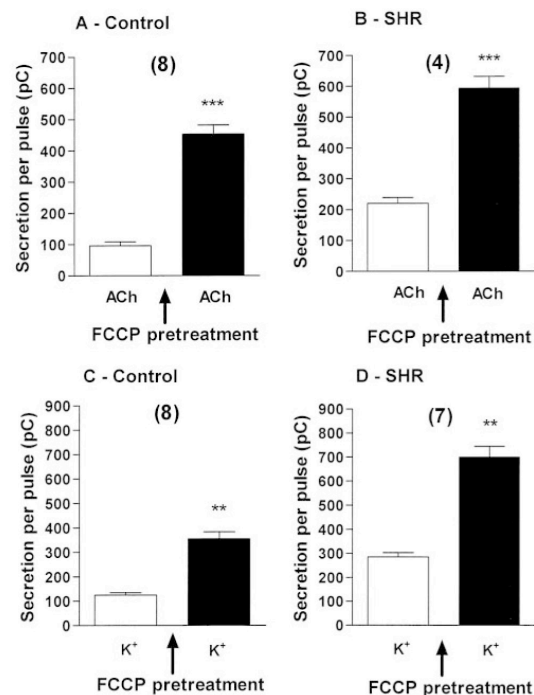 A - Control
(8)
Secretion per pulse (pC)
700
600
500
400
300
200
100
0
***
ACh
ACh
FCCP pretreatment
B - SHR
(4)
Secretion per pulse (pC)
700
600
500
400
300
200
100
0
***
ACh
ACh
FCCP pretreatment
C - Control
(8)
Secretion per pulse (pC)
900
800
700
600
500
400
300
200
100
0
**
K⁺
K⁺
FCCP pretreatment
D - SHR
(7)
Secretion per pulse (pC)
900
800
700
600
500
400
300
200
100
0
**
K⁺
K⁺
FCCP pretreatment